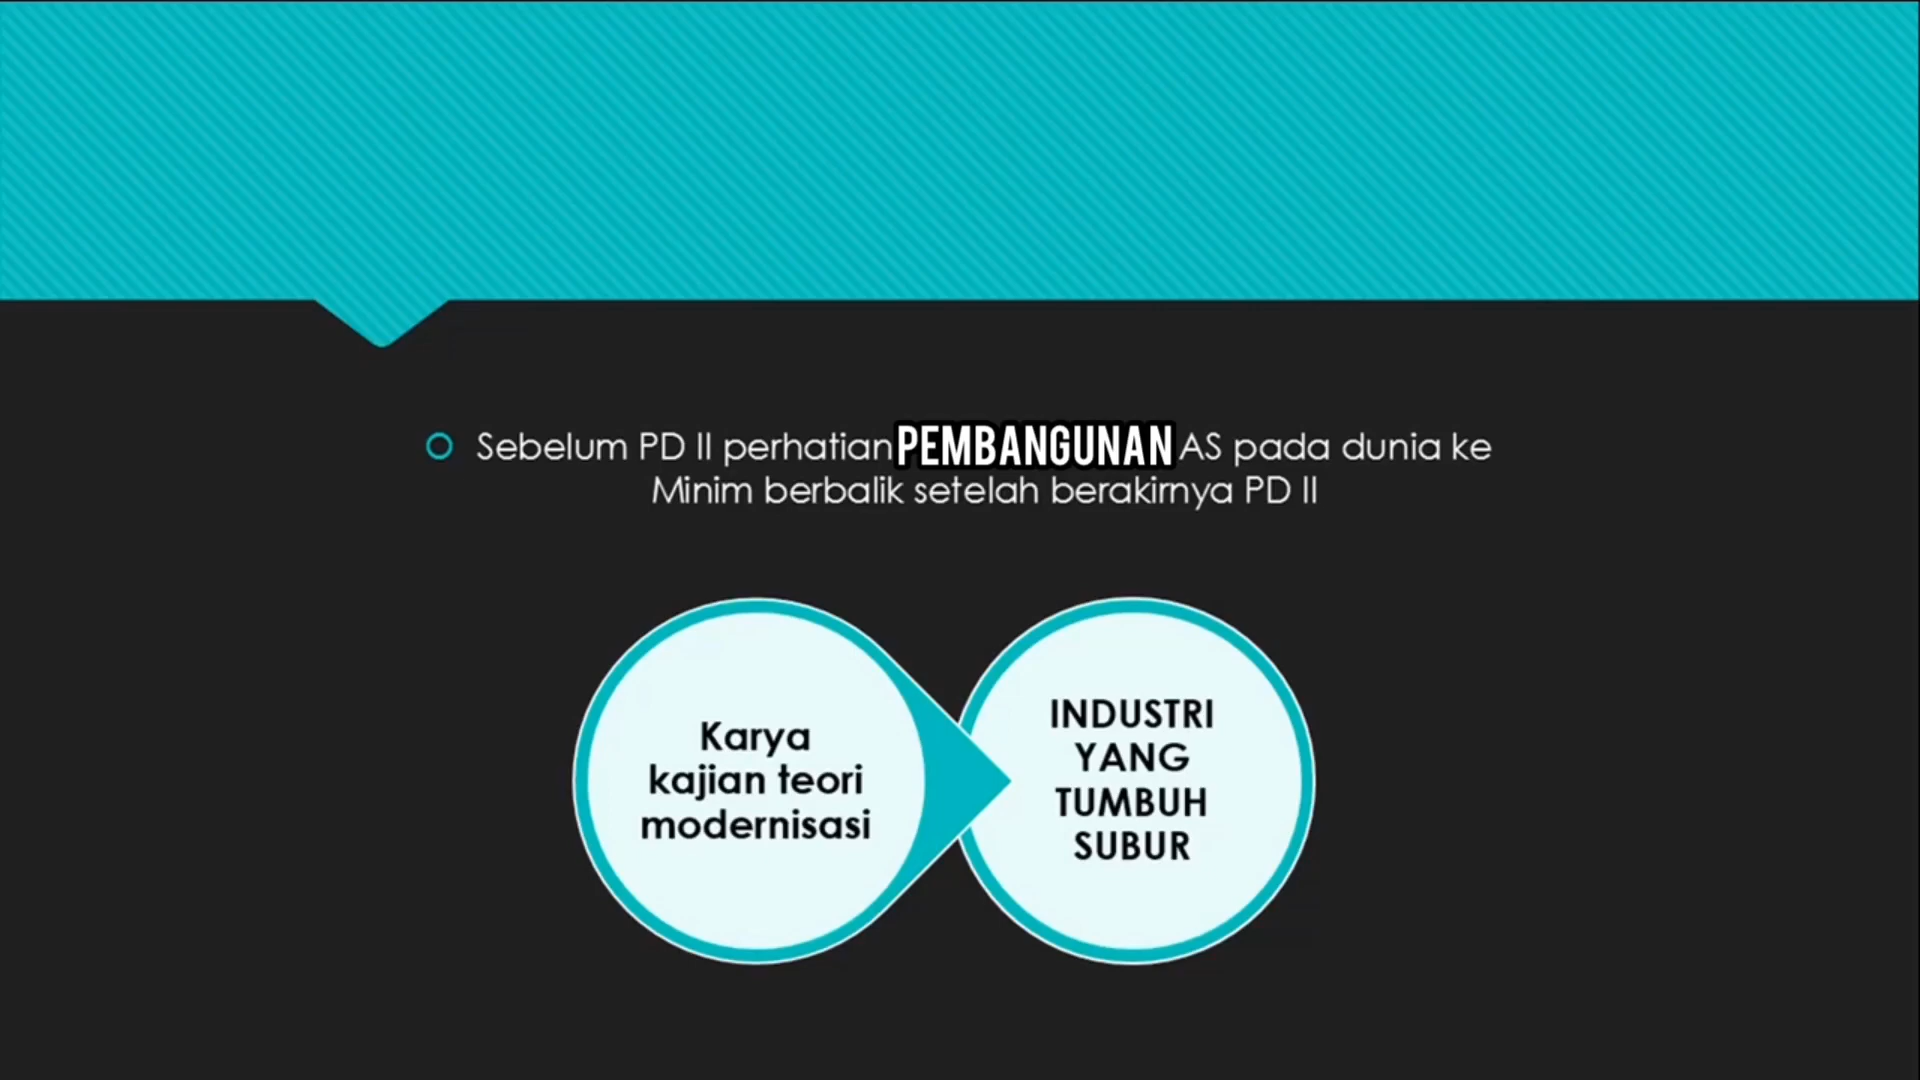 Sebelum PD II perhatian PEMBANGUNAN AS pada dunia ke
Minim berbalik setelah berakirnya PD II
Karya
kajian teori
modernisasi
INDUSTRI
YANG
TUMBUH
SUBUR